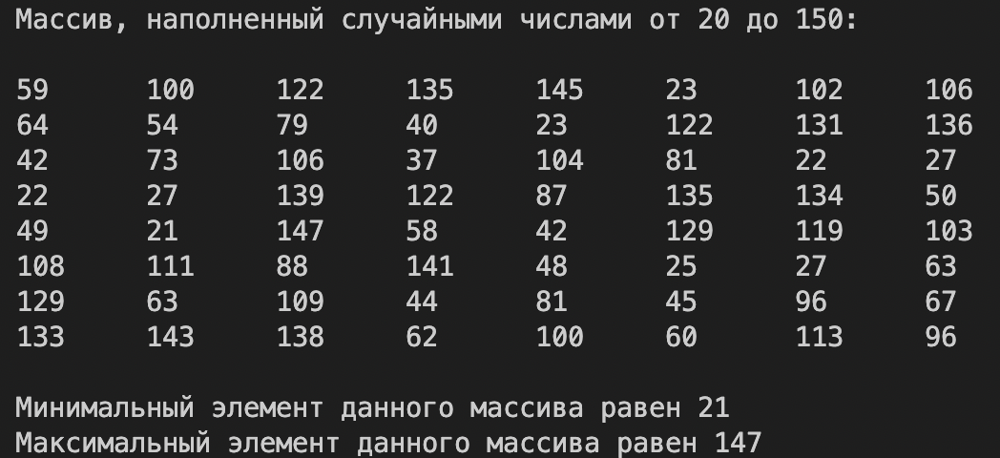 Массив, наполненный случайными числами от 20 до 150:
59 100 122 135 145 23 102 106
64 54 79 40 23 122 131 136
42 73 106 37 104 81 22 27
22 27 139 122 87 135 134 50
49 21 147 58 42 129 119 103
108 111 88 141 48 25 27 63
129 63 109 44 81 45 96 67
133 143 138 62 100 60 113 96
Минимальный элемент данного массива равен 21
Максимальный элемент данного массива равен 147